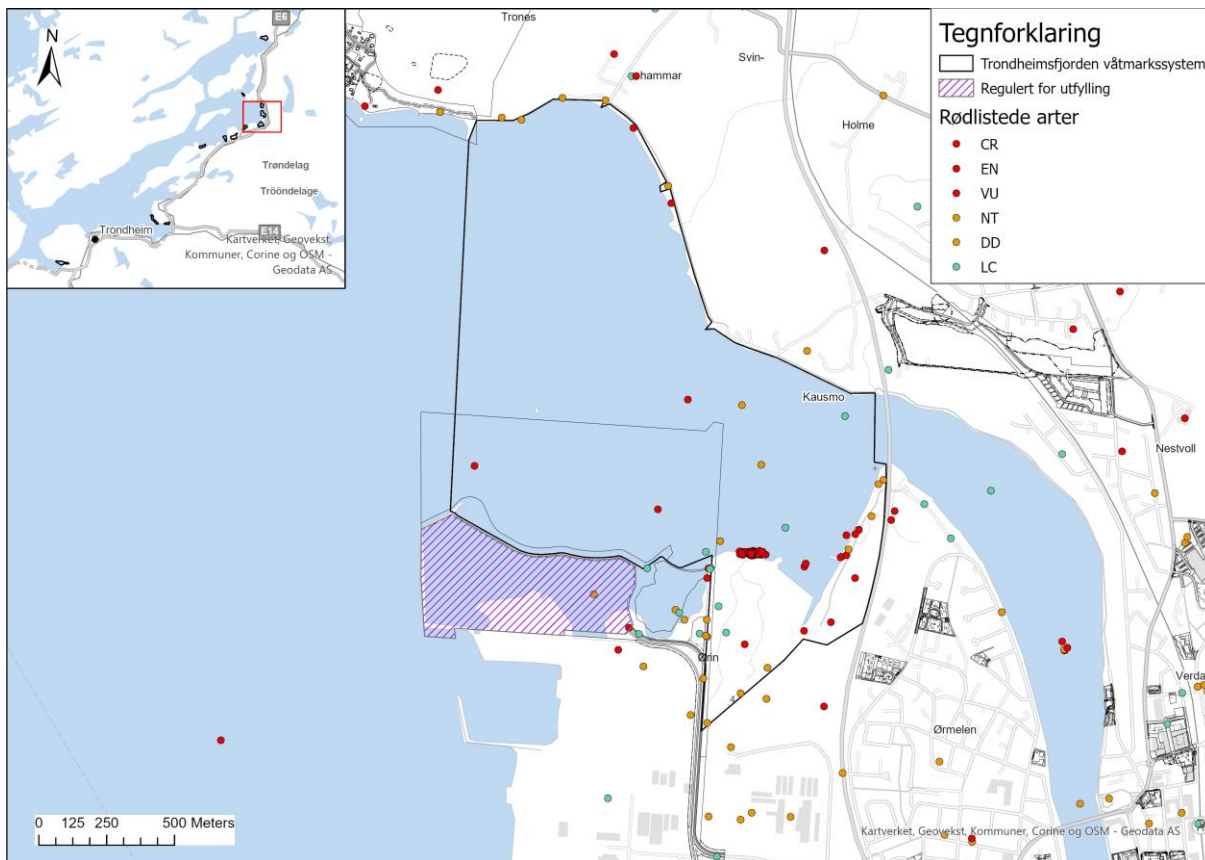 E6
N
Trøndelag
Trööndelage
Trondheim
E14
Kartverket, Geovekst,
Kommuner, Corine og OSM -
Geodata AS
Trones
hammar
Svin-
Holme
Kausmo
Nestvoll
Ørin
Ørmelen
Verda
Tegnforklaring
Trondheimsfjorden våtmarkssystem
Regulert for utfylling
Rødlistede arter
CR
EN
VU
NT
DD
LC
0 125 250 500 Meters
Kartverket, Geovekst, Kommuner, Corine og OSM - Geodata AS